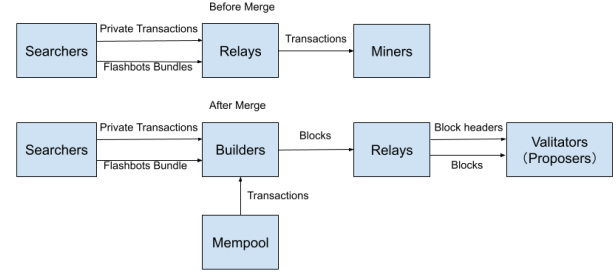 Before Merge
Private Transactions
Searchers
Flashbots Bundles
Relays
Transactions
Miners
After Merge
Private Transactions
Searchers
Flashbots Bundle
Builders
Blocks
Relays
Block headers
Blocks
Valitators
（Proposers）
Transactions
Mempool